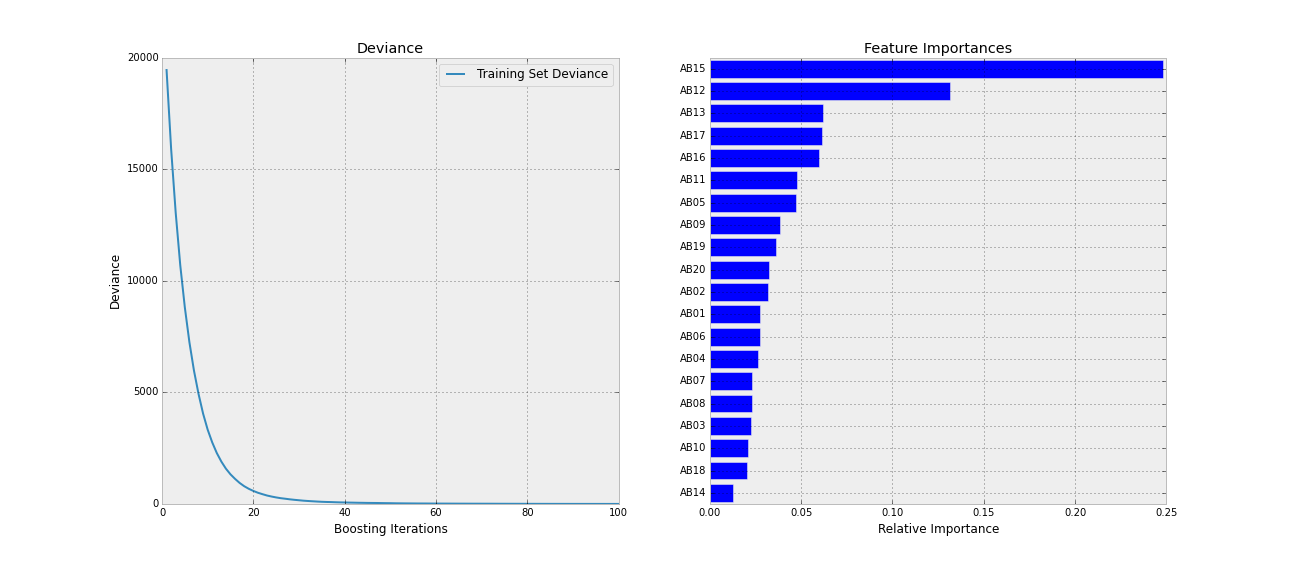 Deviance
20000
15000
10000
5000
0
Deviance
Training Set Deviance
0 20 40 60 80 100
Boosting Iterations
Feature Importances
AB15
AB12
AB13
AB17
AB16
AB11
AB05
AB09
AB19
AB20
AB02
AB01
AB06
AB04
AB07
AB08
AB03
AB10
AB18
AB14
0.00 0.05 0.10 0.15 0.20 0.25
Relative Importance